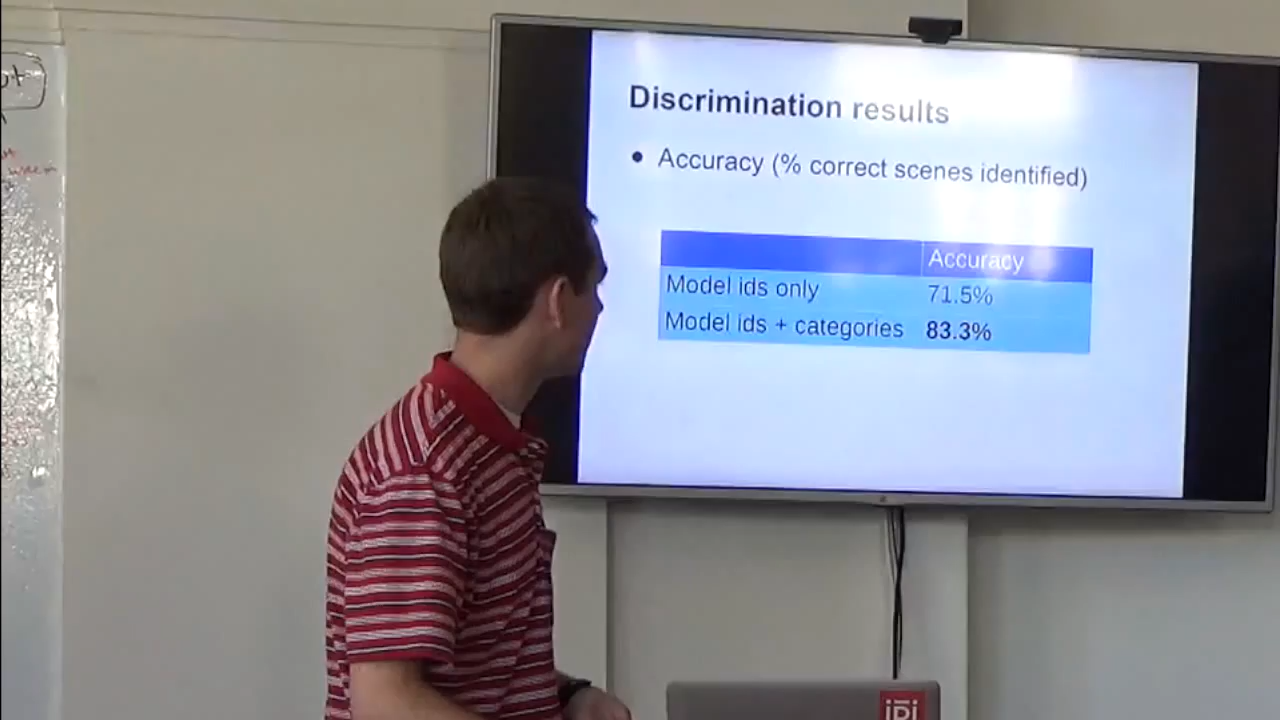 Discrimination results
• Accuracy (% correct scenes identified)
Accuracy
Model ids only 71.5%
Model ids + categories 83.3%